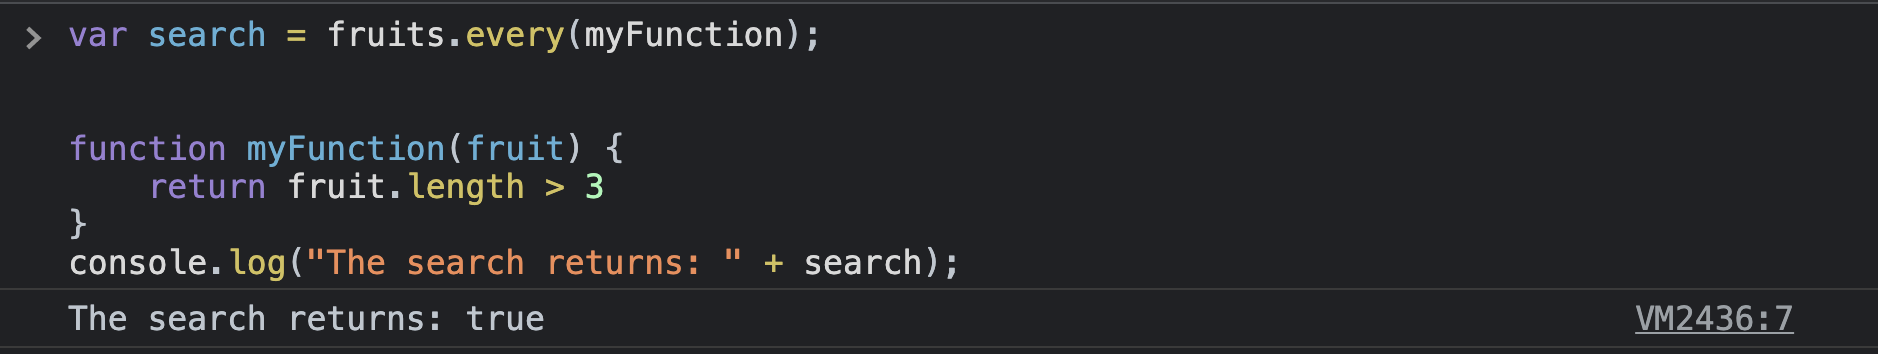 > var search = fruits.every(myFunction);
function myFunction(fruit) {
    return fruit.length > 3
}
console.log("The search returns: " + search);
The search returns: true VM2436:7